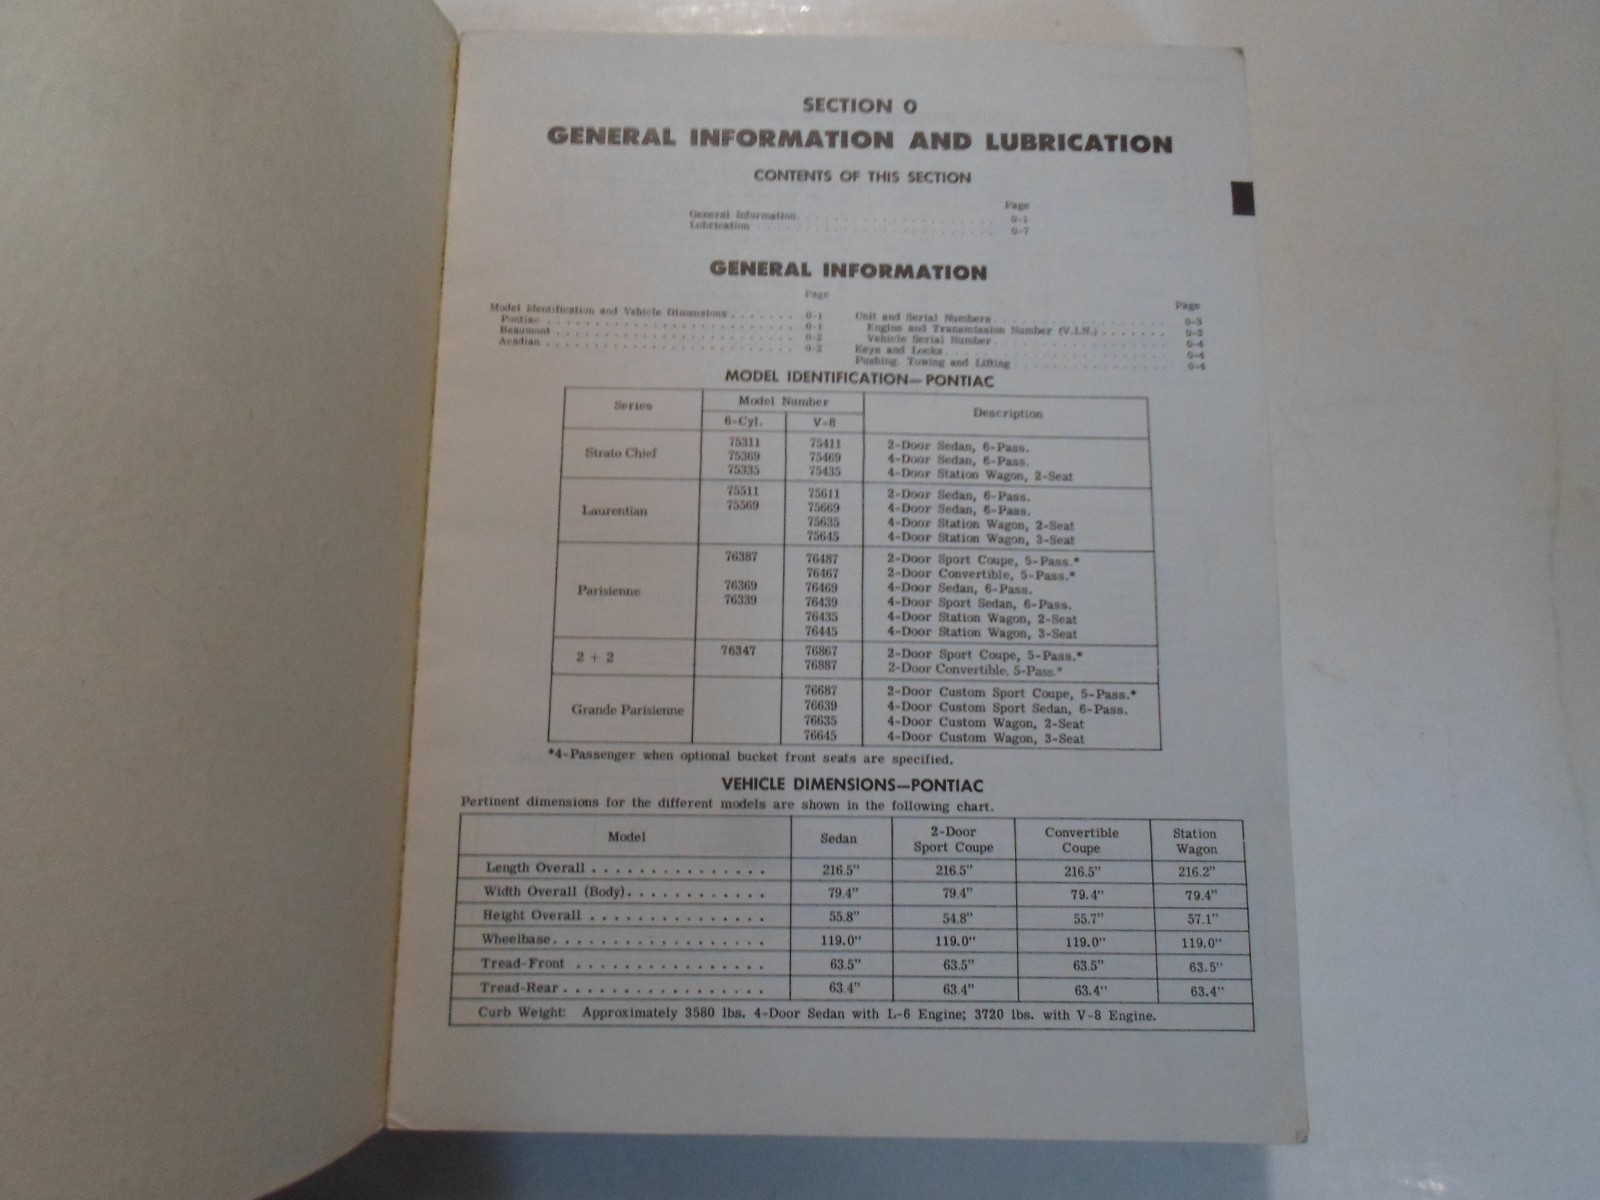 SECTION 0
GENERAL INFORMATION AND LUBRICATION
CONTENTS OF THIS SECTION
Page
General Information. . . . . . . . . . . . . . . . . . . 0-1
Lubrication . . . . . . . . . . . . . . . . . . . . . . 0-7
GENERAL INFORMATION
Page
Model Identification and Vehicle Dimensions . . . . . . . 0-1
Pontiac . . . . . . . . . . . . . . . . . . . . . . . 0-1
Beaumont . . . . . . . . . . . . . . . . . . . . . . 0-2
Acadian . . . . . . . . . . . . . . . . . . . . . . . 0-2
Page
Unit and Serial Numbers . . . . . . . . . . . . . . . 0-3
Engine and Transmission Number (V.I.N.) . . . . . . . 0-3
Vehicle Serial Number . . . . . . . . . . . . . . . . 0-4
Keys and Locks . . . . . . . . . . . . . . . . . . . 0-4
Pushing, Towing and Lifting . . . . . . . . . . . . . 0-4
MODEL IDENTIFICATION—PONTIAC
Series Model Number Description
6-Cyl. V-8
Strato Chief
75311 75411 2-Door Sedan, 6-Pass.
75369 75469 4-Door Sedan, 6-Pass.
75335 75435 4-Door Station Wagon, 2-Seat
Laurentian
75511 75611 2-Door Sedan, 6-Pass.
75569 75669 4-Door Sedan, 6-Pass.
75635 4-Door Station Wagon, 2-Seat
75645 4-Door Station Wagon, 3-Seat
Parisienne
76387 76487 2-Door Sport Coupe, 5-Pass.*
76467 2-Door Convertible, 5-Pass.*
76369 76469 4-Door Sedan, 6-Pass.
76339 76439 4-Door Sport Sedan, 6-Pass.
76435 4-Door Station Wagon, 2-Seat
76445 4-Door Station Wagon, 3-Seat
2 + 2
76347 76867 2-Door Sport Coupe, 5-Pass.*
76887 2-Door Convertible, 5-Pass.*
Grande Parisienne
76687 2-Door Custom Sport Coupe, 5-Pass.*
76639 4-Door Custom Sport Sedan, 6-Pass.
76635 4-Door Custom Wagon, 2-Seat
76645 4-Door Custom Wagon, 3-Seat
*4-Passenger when optional bucket front seats are specified.
VEHICLE DIMENSIONS—PONTIAC
Pertinent dimensions for the different models are shown in the following chart.
Model Sedan 2-Door Sport Coupe Convertible Coupe Station Wagon
Length Overall . . . . . . . . . . . . . . . 216.5" 216.5" 216.5" 216.2"
Width Overall (Body). . . . . . . . . . . . 79.4" 79.4" 79.4" 79.4"
Height Overall . . . . . . . . . . . . . . . 55.8" 54.8" 55.7" 57.1"
Wheelbase. . . . . . . . . . . . . . . . . . 119.0" 119.0" 119.0" 119.0"
Tread-Front . . . . . . . . . . . . . . . . 63.5" 63.5" 63.5" 63.5"
Tread-Rear . . . . . . . . . . . . . . . . . 63.4" 63.4" 63.4" 63.4"
Curb Weight: Approximately 3580 lbs. 4-Door Sedan with L-6 Engine; 3720 lbs. with V-8 Engine.